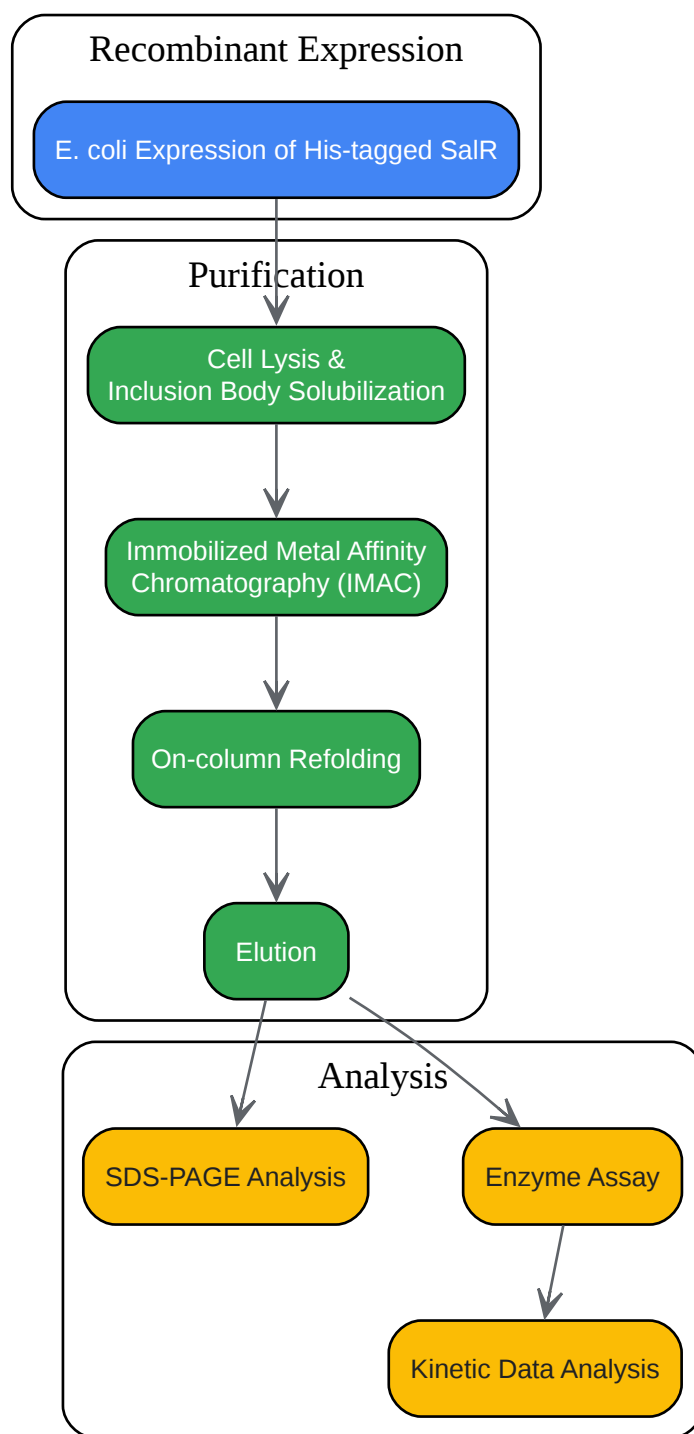 Recombinant Expression
E. coli Expression of His-tagged SalR
Purification
Cell Lysis &
Inclusion Body Solubilization
Immobilized Metal Affinity
Chromatography (IMAC)
On-column Refolding
Elution
Analysis
SDS-PAGE Analysis
Enzyme Assay
Kinetic Data Analysis